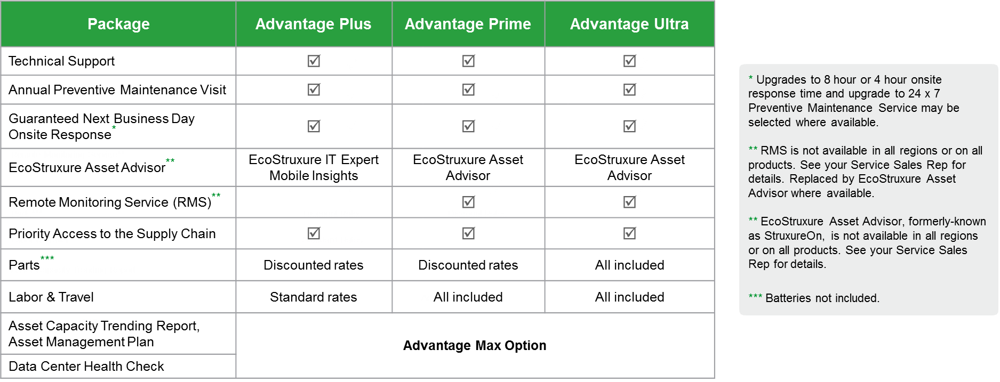 Package Advantage Plus Advantage Prime Advantage Ultra
Technical Support ☑ ☑ ☑
Annual Preventive Maintenance Visit ☑ ☑ ☑
Guaranteed Next Business Day
Onsite Response* ☑ ☑ ☑
EcoStruxure Asset Advisor**
EcoStruxure IT Expert
Mobile Insights
EcoStruxure Asset
Advisor
EcoStruxure Asset
Advisor
Remote Monitoring Service (RMS)** ☑ ☑
Priority Access to the Supply Chain ☑ ☑ ☑
Parts*** Discounted rates Discounted rates All included
Labor & Travel Standard rates All included All included
Asset Capacity Trending Report,
Asset Management Plan
Data Center Health Check
Advantage Max Option
* Upgrades to 8 hour or 4 hour onsite
response time and upgrade to 24 x 7
Preventive Maintenance Service may be
selected where available.
** RMS is not available in all regions or on all
products. See your Service Sales Rep for
details. Replaced by EcoStruxure Asset
Advisor where available.
** EcoStruxure Asset Advisor, formerly-known
as StruxureOn, is not available in all regions
or on all products. See your Service Sales
Rep for details.
*** Batteries not included.